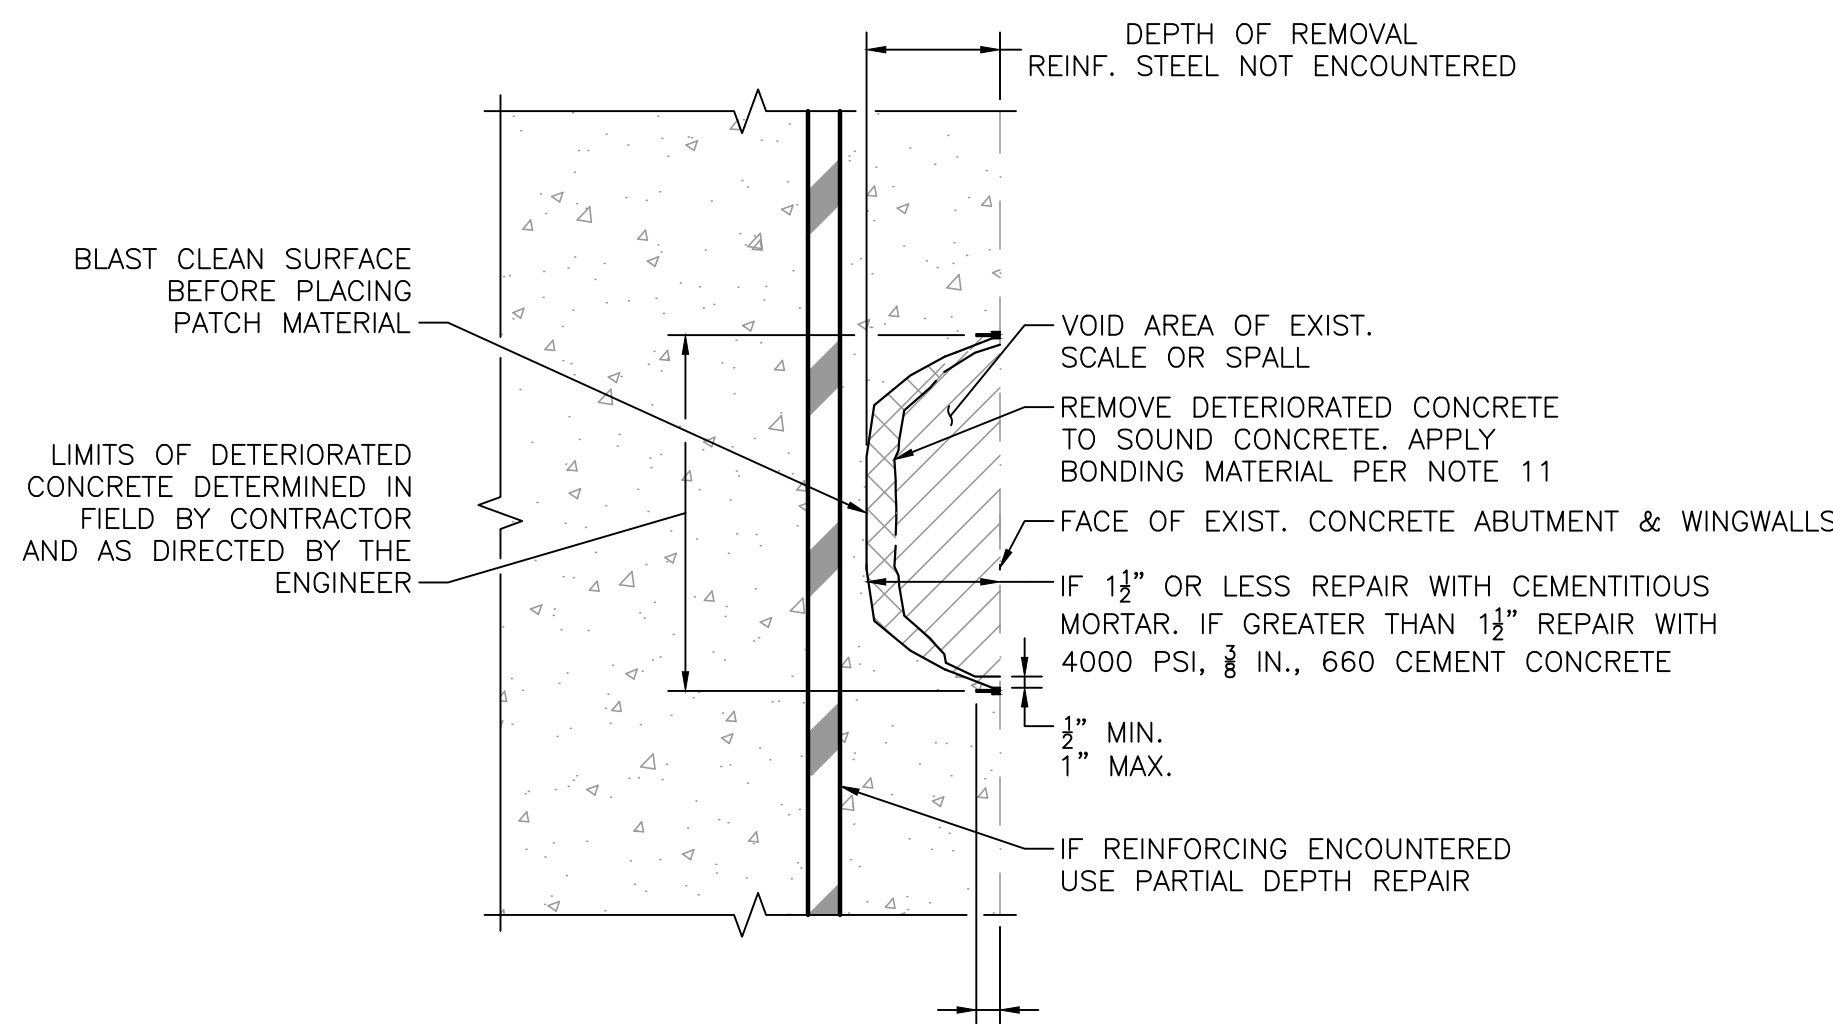 DEPTH OF REMOVAL
REINF. STEEL NOT ENCOUNTERED
BLAST CLEAN SURFACE
BEFORE PLACING
PATCH MATERIAL
LIMITS OF DETERIORATED
CONCRETE DETERMINED IN
FIELD BY CONTRACTOR
AND AS DIRECTED BY THE
ENGINEER
VOID AREA OF EXIST.
SCALE OR SPALL
REMOVE DETERIORATED CONCRETE
TO SOUND CONCRETE. APPLY
BONDING MATERIAL PER NOTE 11
FACE OF EXIST. CONCRETE ABUTMENT & WINGWALLS
IF 1½" OR LESS REPAIR WITH CEMENTITIOUS
MORTAR. IF GREATER THAN 1½" REPAIR WITH
4000 PSI, ⅜ IN., 660 CEMENT CONCRETE
½" MIN.
1" MAX.
IF REINFORCING ENCOUNTERED
USE PARTIAL DEPTH REPAIR